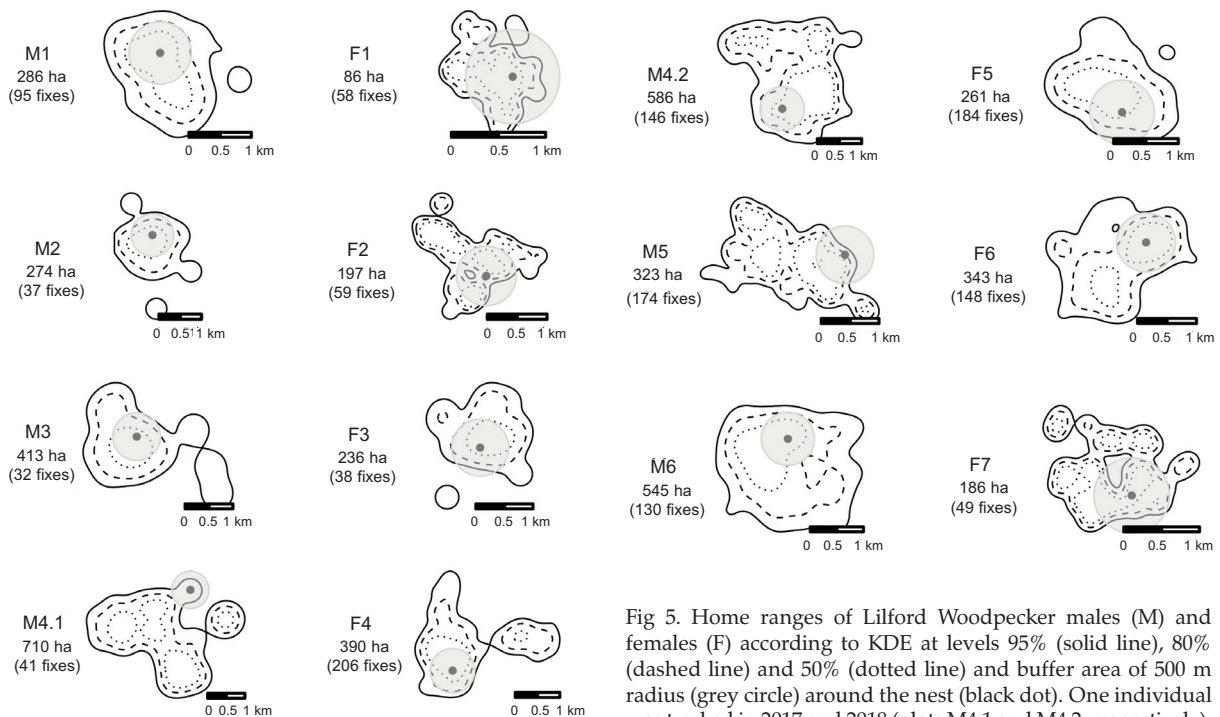 M1
286 ha
(95 fixes)
0 0.5 1 km
F1
86 ha
(58 fixes)
0 0.5 1 km
M4.2
586 ha
(146 fixes)
0 0.5 1 km
F5
261 ha
(184 fixes)
0 0.5 1 km
M2
274 ha
(37 fixes)
0 0.5 1 km
F2
197 ha
(59 fixes)
0 0.5 1 km
M5
323 ha
(174 fixes)
0 0.5 1 km
F6
343 ha
(148 fixes)
0 0.5 1 km
M3
413 ha
(32 fixes)
0 0.5 1 km
F3
236 ha
(38 fixes)
0 0.5 1 km
M6
545 ha
(130 fixes)
0 0.5 1 km
F7
186 ha
(49 fixes)
0 0.5 1 km
M4.1
710 ha
(41 fixes)
0 0.5 1 km
F4
390 ha
(206 fixes)
0 0.5 1 km
Fig 5. Home ranges of Lilford Woodpecker males (M) and
females (F) according to KDE at levels 95% (solid line), 80%
(dashed line) and 50% (dotted line) and buffer area of 500 m
radius (grey circle) around the nest (black dot). One individual